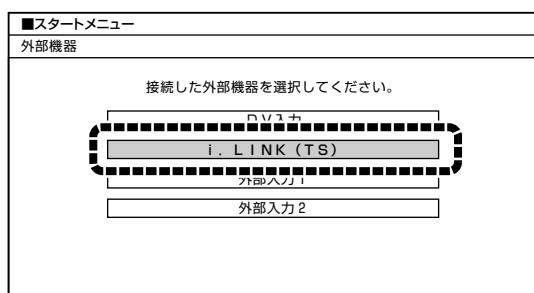 ■スタートメニュー
外部機器
接続した外部機器を選択してください。
ＤＶ入力
ｉ．ＬＩＮＫ（ＴＳ）
外部入力１
外部入力２